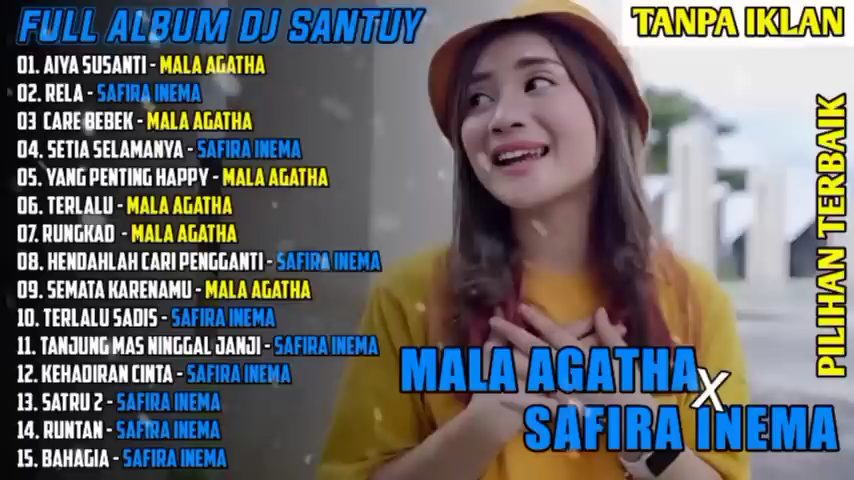 FULL ALBUM DJ SANTUY
TANPA IKLAN
01. AIYA SUSANTI - MALA AGATHA
02. RELA - SAFIRA INEMA
03 CARE BEBEK - MALA AGATHA
04. SETIA SELAMANYA - SAFIRA INEMA
05. YANG PENTING HAPPY - MALA AGATHA
06. TERLALU - MALA AGATHA
07. RUNGKAD - MALA AGATHA
08. HENDAHLAH CARI PENGGANTI - SAFIRA INEMA
09. SEMATA KARENAMU - MALA AGATHA
10. TERLALU SADIS - SAFIRA INEMA
11. TANJUNG MAS NINGGAL JANJI - SAFIRA INEMA
12. KEHADIRAN CINTA - SAFIRA INEMA
13. SATRU 2 - SAFIRA INEMA
14. RUNTAN - SAFIRA INEMA
15. BAHAGIA - SAFIRA INEMA
PILIHAN TERBAIK
MALA AGATHA X
SAFIRA INEMA